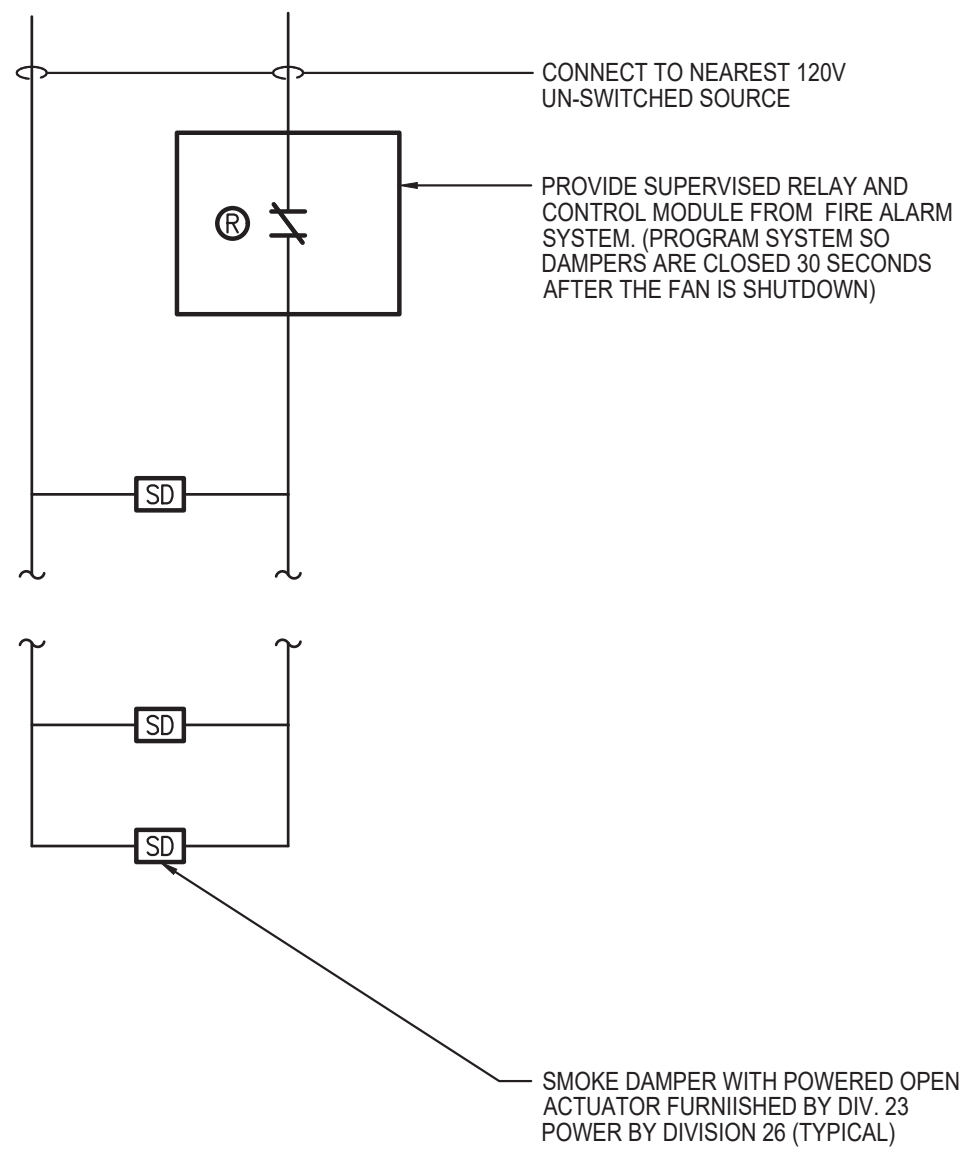 CONNECT TO NEAREST 120V
UN-SWITCHED SOURCE
PROVIDE SUPERVISED RELAY AND
CONTROL MODULE FROM FIRE ALARM
SYSTEM. (PROGRAM SYSTEM SO
DAMPERS ARE CLOSED 30 SECONDS
AFTER THE FAN IS SHUTDOWN)
R
SD
SD
SD
SMOKE DAMPER WITH POWERED OPEN
ACTUATOR FURNIISHED BY DIV. 23
POWER BY DIVISION 26 (TYPICAL)